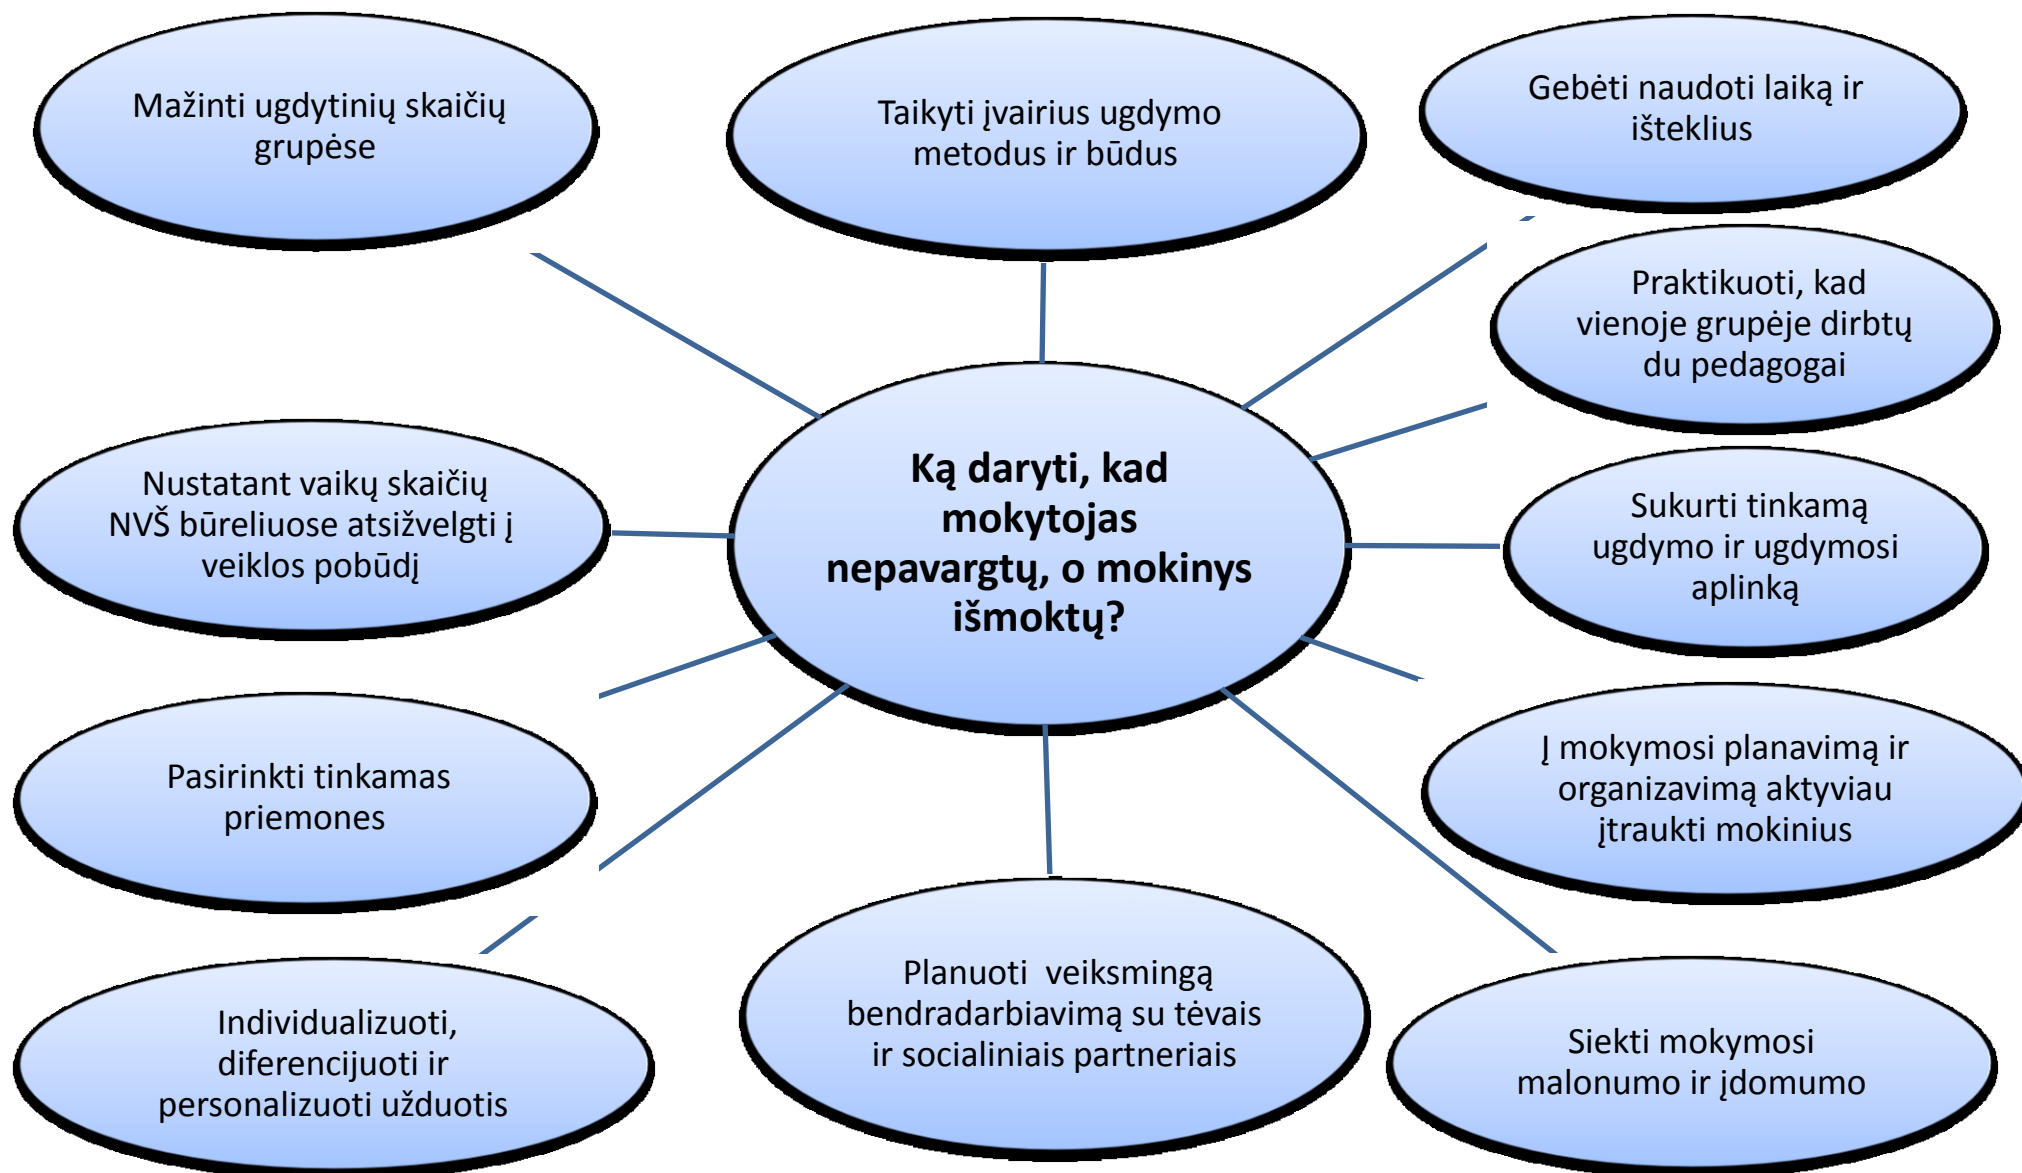 Mažinti ugdytinių skaičių
grupėse
Taikyti įvairius ugdymo
metodus ir būdus
Gebėti naudoti laiką ir
išteklius
Praktikuoti, kad
vienoje grupėje dirbtų
du pedagogai
Ką daryti, kad
mokytojas
nepavargtų, o mokinys
išmoktų?
Nustatant vaikų skaičių
NVŠ būreliuose atsižvelgti į
veiklos pobūdį
Sukurti tinkamą
ugdymo ir ugdymosi
aplinką
Pasirinkti tinkamas
priemones
Į mokymosi planavimą ir
organizavimą aktyviau
įtraukti mokinius
Individualizuoti,
diferencijuoti ir
personalizuoti užduotis
Planuoti  veiksmingą
bendradarbiavimą su tėvais
ir socialiniais partneriais
Siekti mokymosi
malonumo ir įdomumo